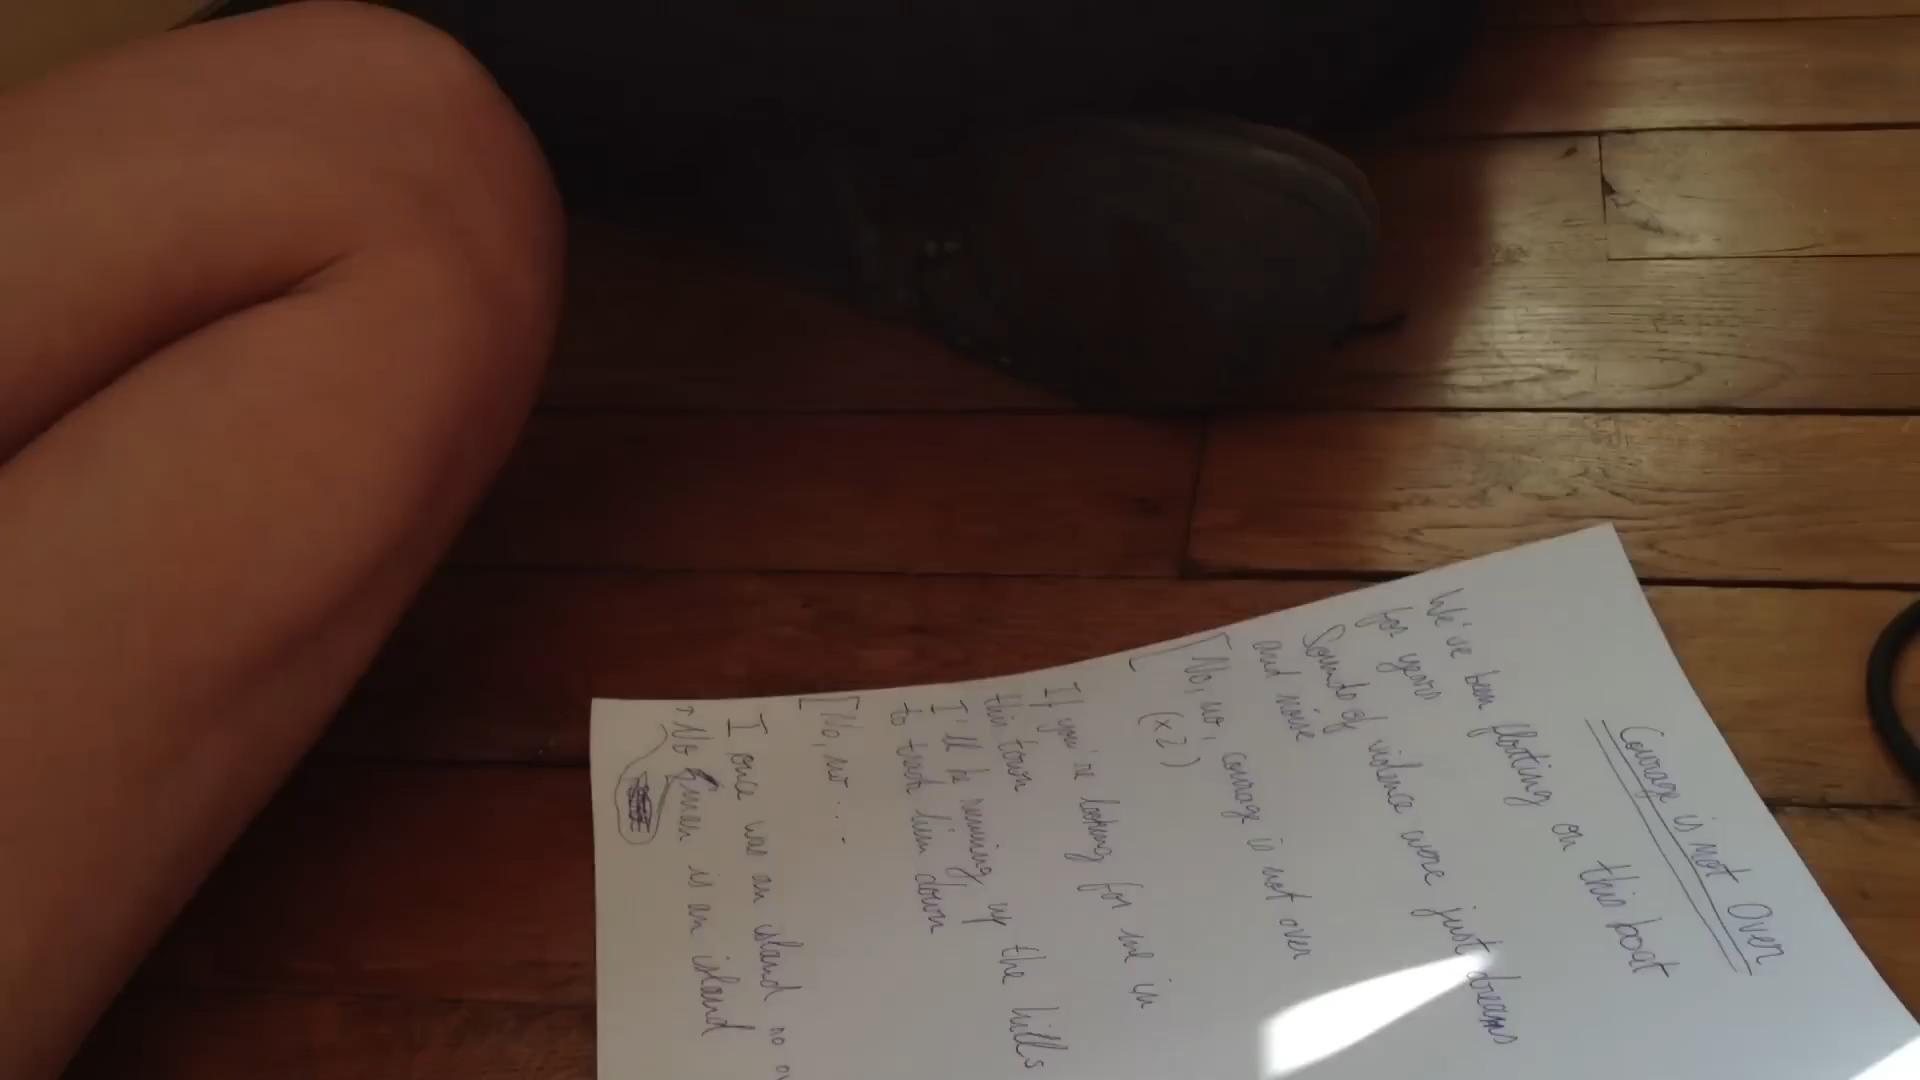 Courage is not Over
We've been floating on this boat
for years
Sounds of violence were just dreams
and noise
[No, no, courage is not over
(x2)
If you're looking for me in
this town
I'll be running up the hills
to track him down
[No, no...
I once was an island no
No man is an island